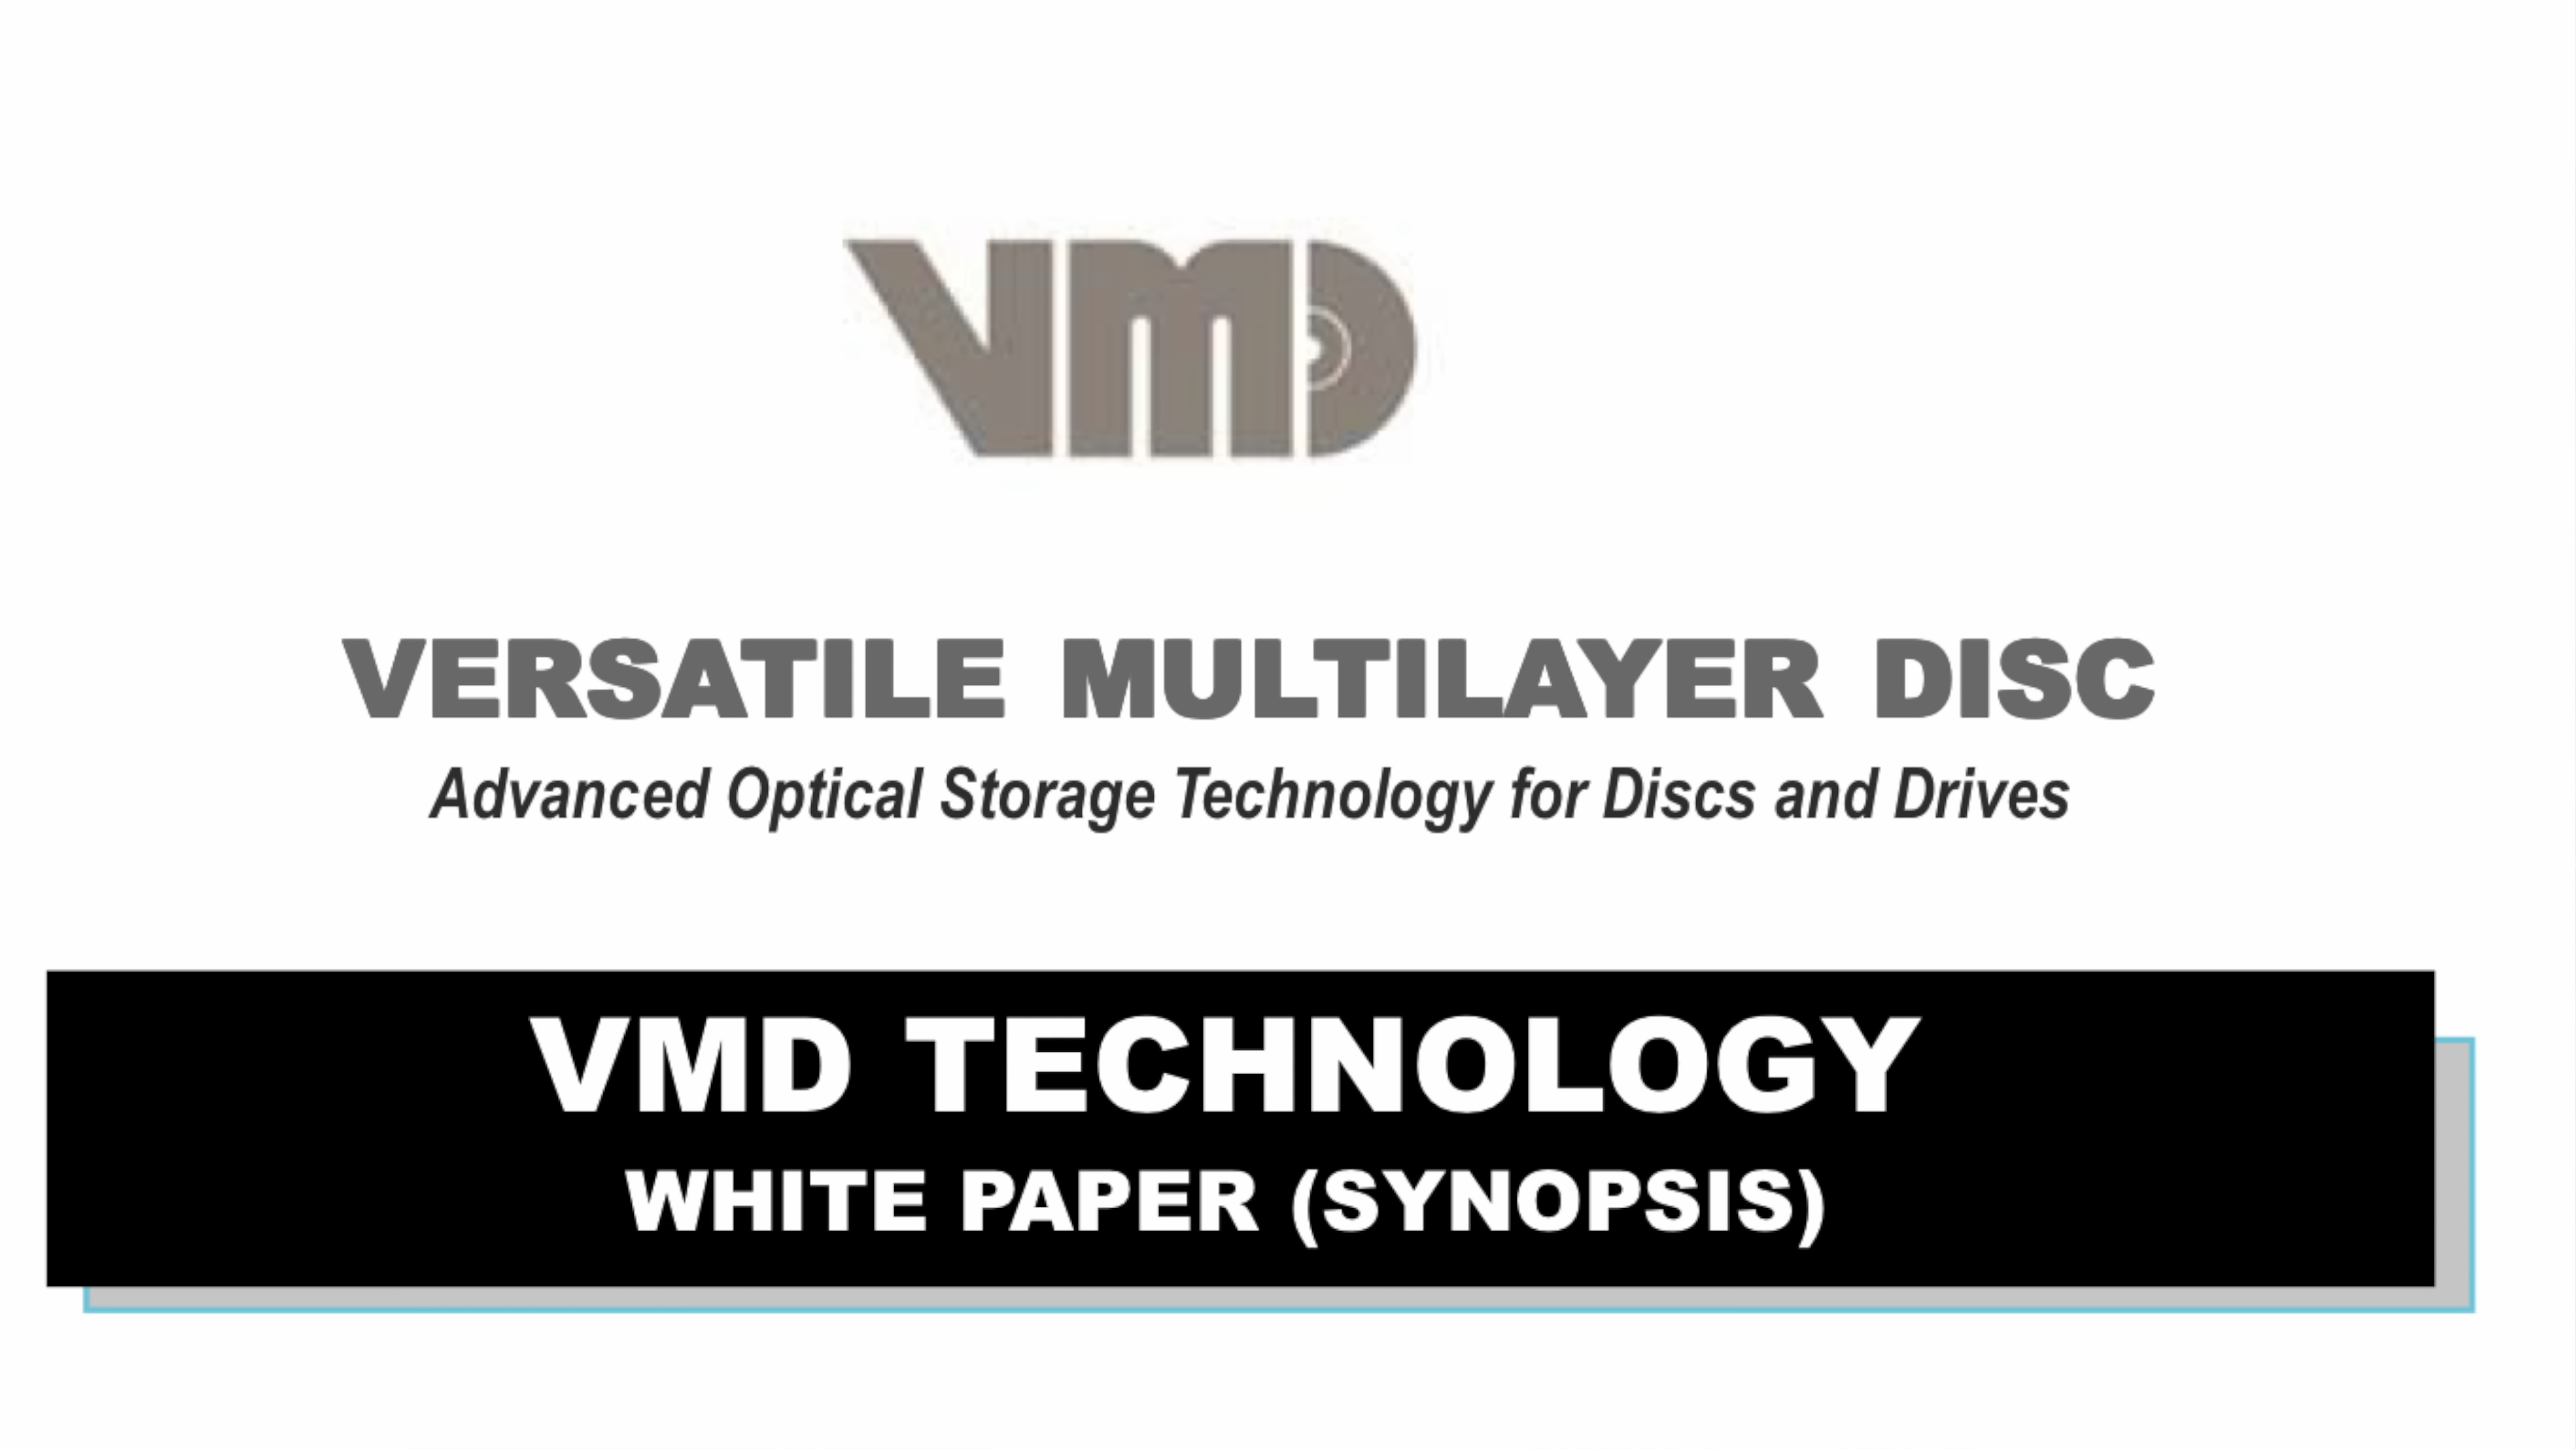 VMD
VERSATILE MULTILAYER DISC
Advanced Optical Storage Technology for Discs and Drives
VMD TECHNOLOGY
WHITE PAPER (SYNOPSIS)